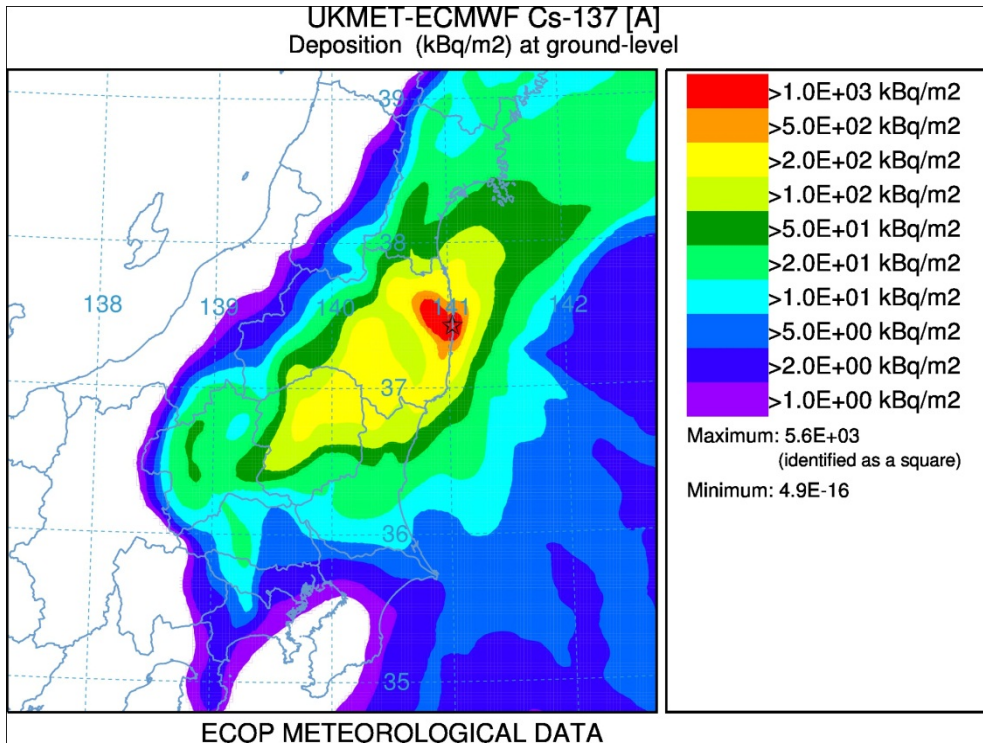 UKMET-ECMWF Cs-137 [A]
Deposition (kBq/m2) at ground-level
39
38
138
139
140
141
142
37
36
35
>1.0E+03 kBq/m2
>5.0E+02 kBq/m2
>2.0E+02 kBq/m2
>1.0E+02 kBq/m2
>5.0E+01 kBq/m2
>2.0E+01 kBq/m2
>1.0E+01 kBq/m2
>5.0E+00 kBq/m2
>2.0E+00 kBq/m2
>1.0E+00 kBq/m2
Maximum: 5.6E+03
(identified as a square)
Minimum: 4.9E-16
ECOP METEOROLOGICAL DATA